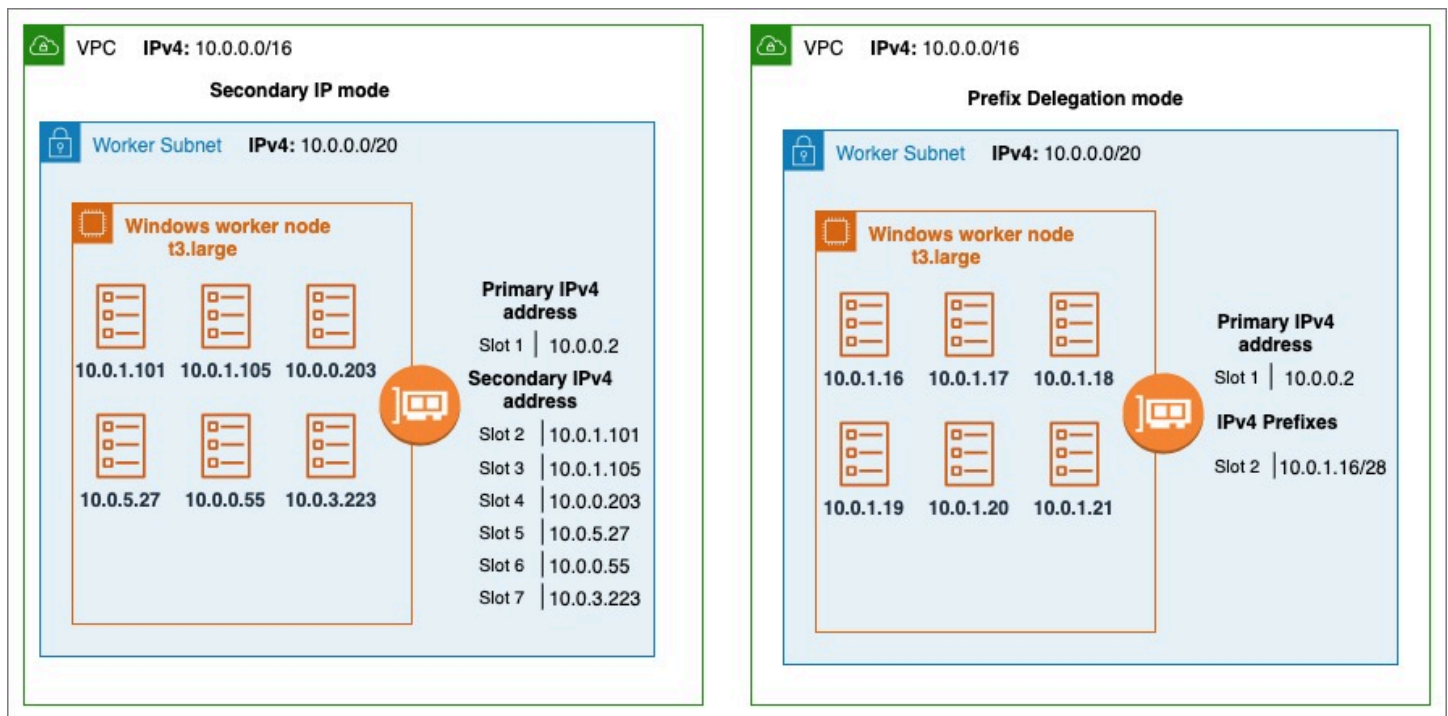 VPC IPv4: 10.0.0.0/16
Secondary IP mode
Worker Subnet IPv4: 10.0.0.0/20
Windows worker node
t3.large
10.0.1.101 10.0.1.105 10.0.0.203
10.0.5.27 10.0.0.55 10.0.3.223
Primary IPv4
address
Slot 1 10.0.0.2
Secondary IPv4
address
Slot 2 10.0.1.101
Slot 3 10.0.1.105
Slot 4 10.0.0.203
Slot 5 10.0.5.27
Slot 6 10.0.0.55
Slot 7 10.0.3.223
VPC IPv4: 10.0.0.0/16
Prefix Delegation mode
Worker Subnet IPv4: 10.0.0.0/20
Windows worker node
t3.large
10.0.1.16 10.0.1.17 10.0.1.18
10.0.1.19 10.0.1.20 10.0.1.21
Primary IPv4
address
Slot 1 10.0.0.2
IPv4 Prefixes
Slot 2 10.0.1.16/28